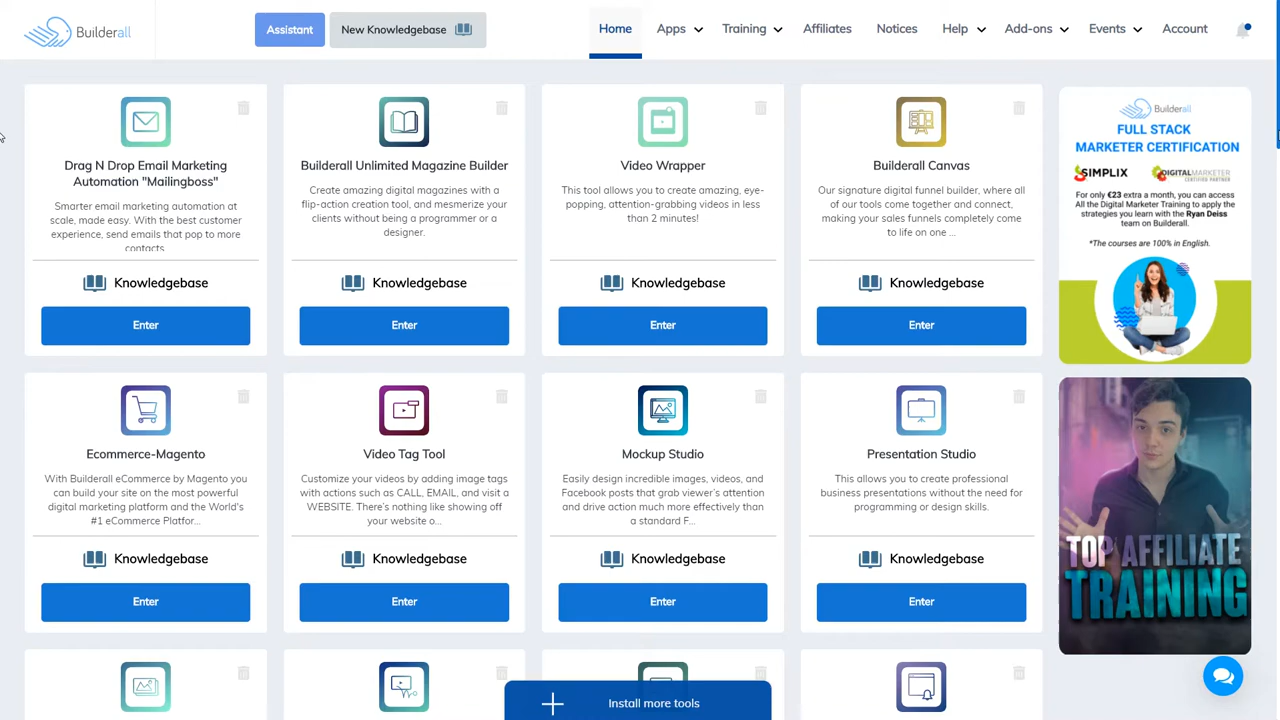 Builderall
Assistant
New Knowledgebase
Home
Apps
Training
Affiliates
Notices
Help
Add-ons
Events
Account
Drag N Drop Email Marketing
Automation "Mailingboss"
Smarter email marketing automation at
scale, made easy. With the best customer
experience, send emails that pop to more
contacts.
Knowledgebase
Enter
Builderall Unlimited Magazine Builder
Create amazing digital magazines with a
flip-action creation tool, and mesmerize your
clients without being a programmer or a
designer.
Knowledgebase
Enter
Video Wrapper
This tool allows you to create amazing, eye-
popping, attention-grabbing videos in less
than 2 minutes!
Knowledgebase
Enter
Builderall Canvas
Our signature digital funnel builder, where all
of our tools come together and connect,
making your sales funnels completely come
to life on one ...
Knowledgebase
Enter
Builderall
FULL STACK
MARKETER CERTIFICATION
SIMPLIX
DIGITALMARKETER
CERTIFIED PARTNER
For only €23 extra a month, you can access
All the Digital Marketer Training to apply the
strategies you learn with the Ryan Deiss
team on Builderall.
*The courses are 100% in English.
Ecommerce-Magento
With Builderall eCommerce by Magento you
can build your site on the most powerful
digital marketing platform and the World's
#1 eCommerce Platfor...
Knowledgebase
Enter
Video Tag Tool
Customize your videos by adding image tags
with actions such as CALL, EMAIL, and visit a
WEBSITE. There's nothing like showing off
your website o...
Knowledgebase
Enter
Mockup Studio
Easily design incredible images, videos, and
Facebook posts that grab viewer's attention
and drive action much more effectively than
a standard F...
Knowledgebase
Enter
Presentation Studio
This allows you to create professional
business presentations without the need for
programming or design skills.
Knowledgebase
Enter
TOP AFFILIATE
TRAINING
Install more tools